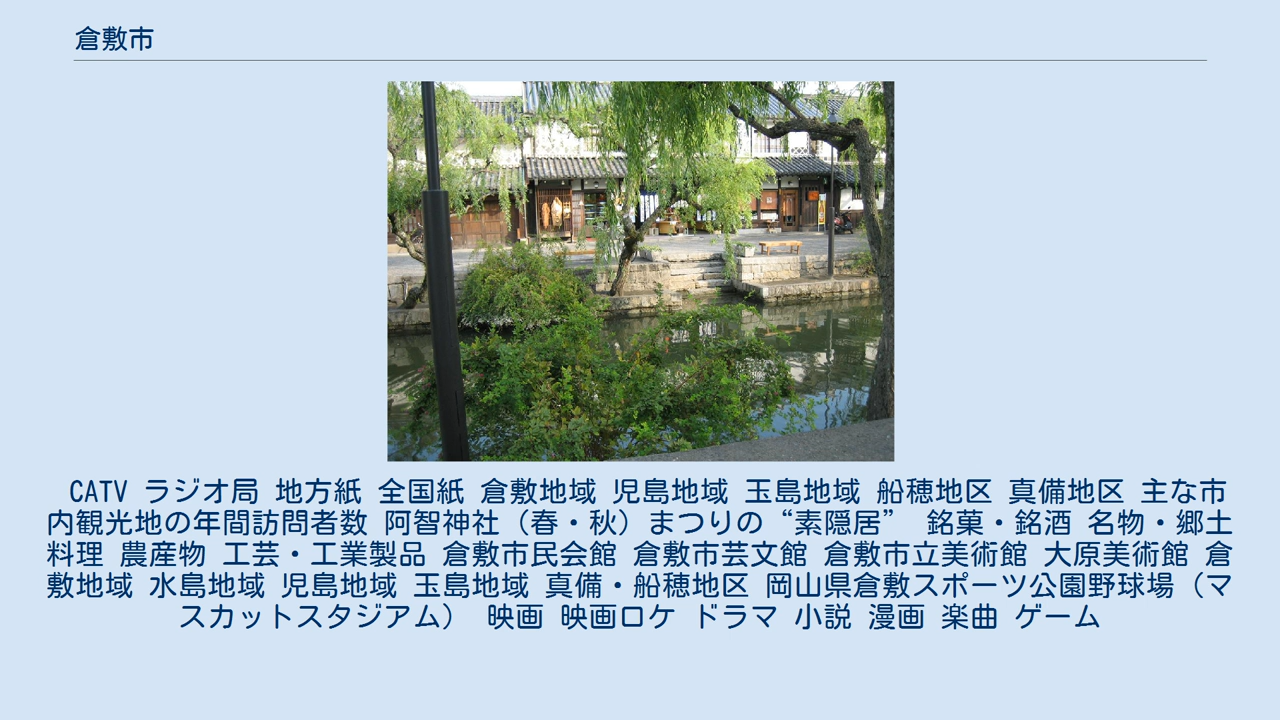 倉敷市
CATV ラジオ局 地方紙 全国紙 倉敷地域 児島地域 玉島地域 船穂地区 真備地区 主な市
内観光地の年間訪問者数 阿智神社（春・秋）まつりの“素隠居” 銘菓・銘酒 名物・郷土
料理 農産物 工芸・工業製品 倉敷市民会館 倉敷市芸文館 倉敷市立美術館 大原美術館 倉
敷地域 水島地域 児島地域 玉島地域 真備・船穂地区 岡山県倉敷スポーツ公園野球場（マ
スカットスタジアム） 映画 映画ロケ ドラマ 小説 漫画 楽曲 ゲーム